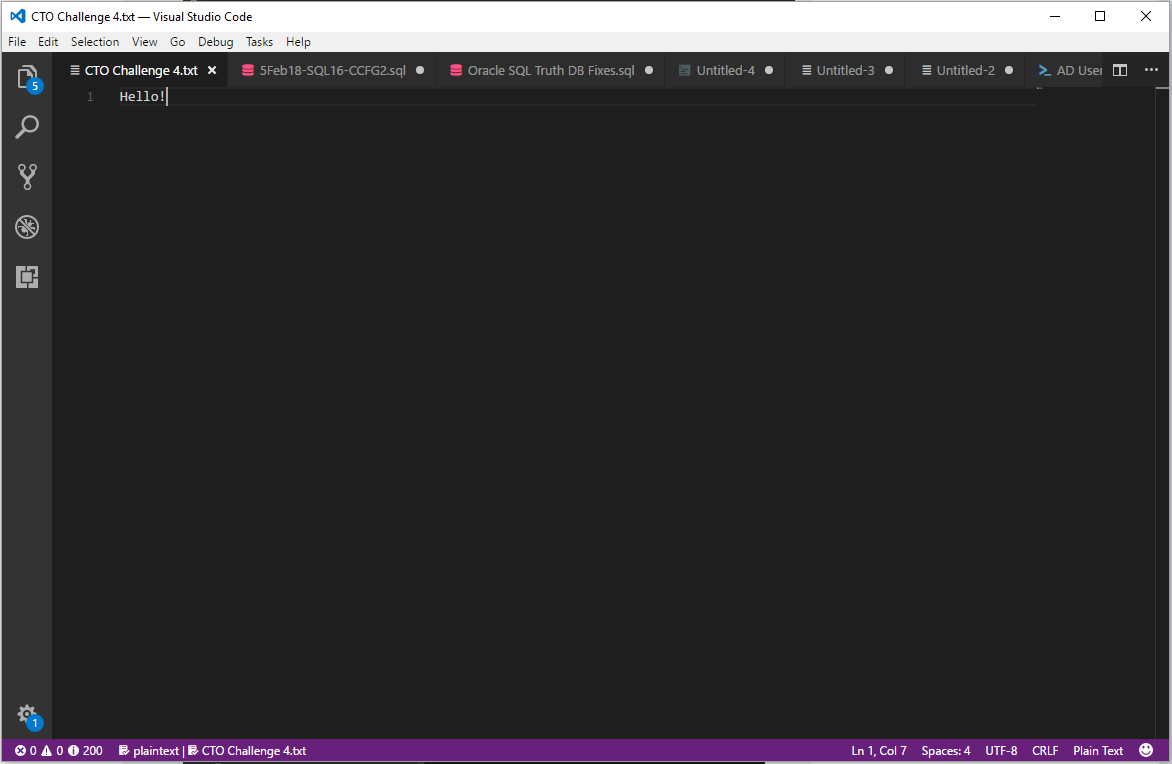 CTO Challenge 4.txt — Visual Studio Code
File Edit Selection View Go Debug Tasks Help
CTO Challenge 4.txt 5Feb18-SQL16-CCFG2.sql Oracle SQL Truth DB Fixes.sql Untitled-4 Untitled-3 Untitled-2 AD User
5
1 Hello!
1
0 0 200 plaintext | CTO Challenge 4.txt Ln 1, Col 7 Spaces: 4 UTF-8 CRLF Plain Text